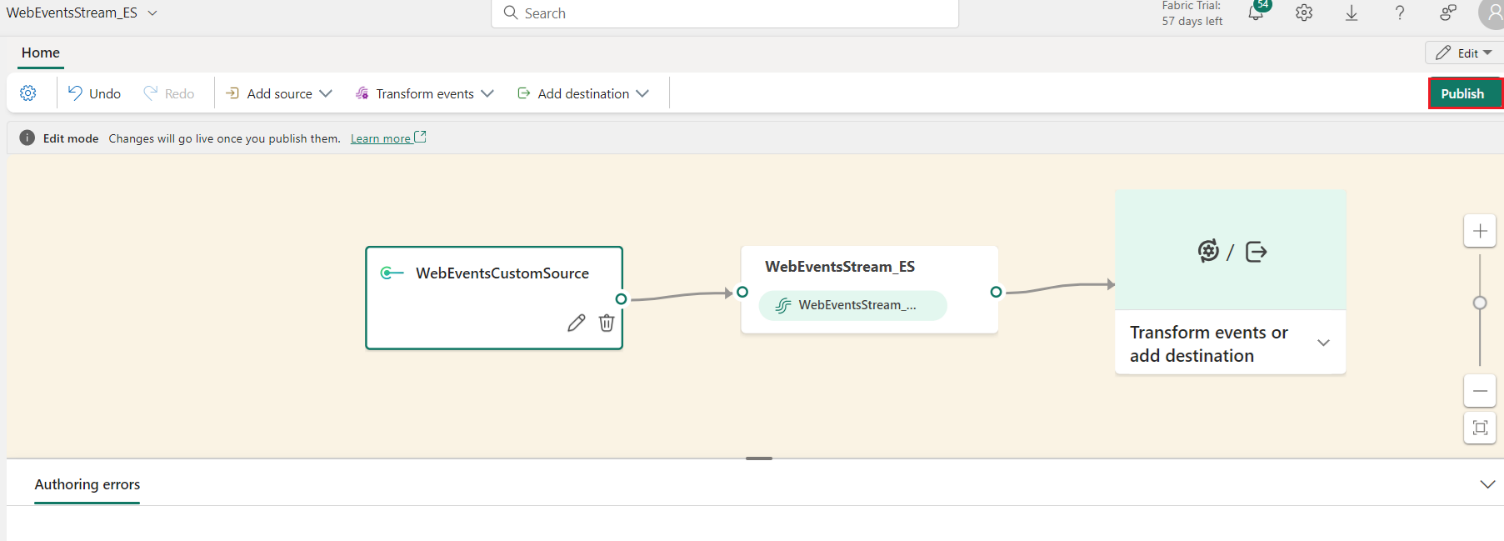 WebEventsStream_ES
Search
Fabric Trial:
57 days left
54
?
Home
Edit
Undo
Redo
Add source
Transform events
Add destination
Publish
Edit mode Changes will go live once you publish them. Learn more
WebEventsCustomSource
WebEventsStream_ES
WebEventsStream_...
/
Transform events or
add destination
Authoring errors